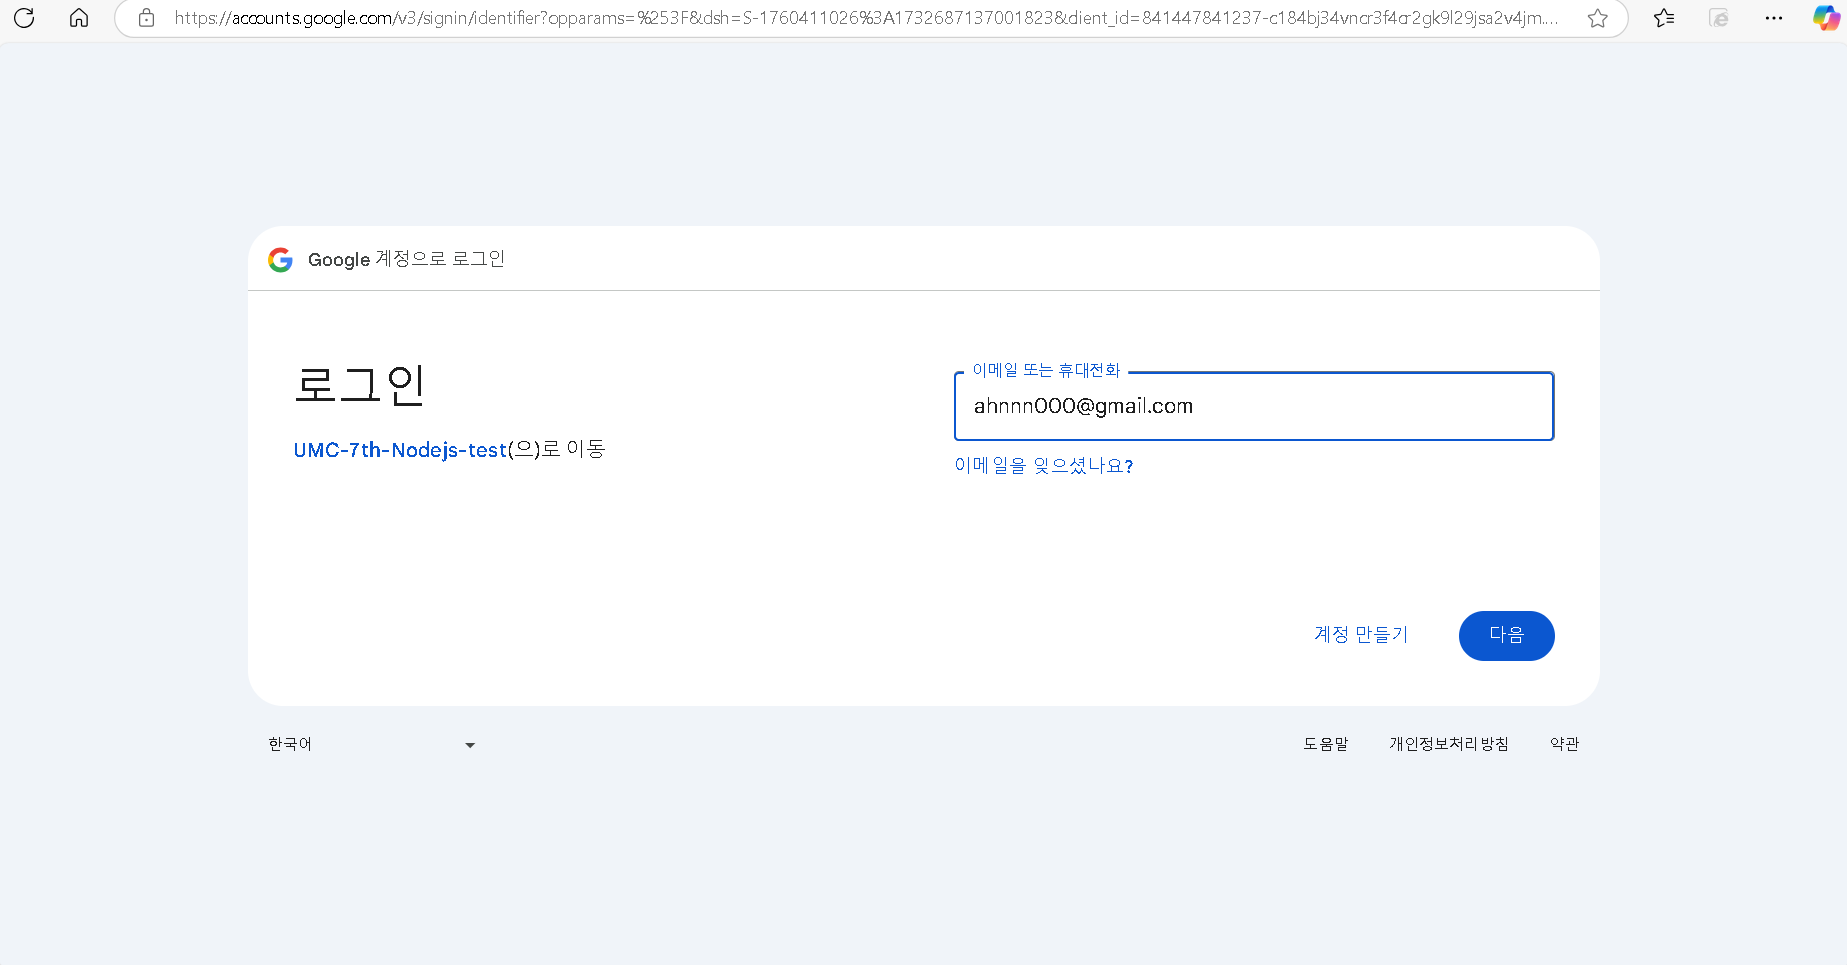 https://accounts.google.com/v3/signin/identifier?opparams=%253F&dsh=S-1760411026%3A1732687137001823&client_id=841447841237-c184bj34vncr3f4cr2gk9l29jsa2v4jm....
Google 계정으로 로그인
로그인
UMC-7th-Nodejs-test(으)로 이동
이메일 또는 휴대전화
ahnnn000@gmail.com
이메일을 잊으셨나요?
계정 만들기
다음
한국어
도움말 개인정보처리방침 약관